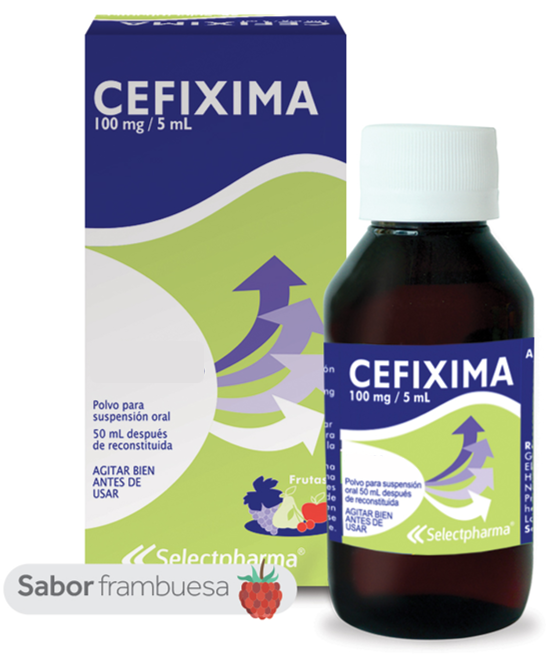 CEFIXIMA
100 mg / 5 mL
Polvo para
suspensión oral
50 mL después
de reconstituida
AGITAR BIEN
ANTES DE
USAR
Frutas
Selectpharma®
Sabor frambuesa
CEFIXIMA
100 mg / 5 mL
Polvo para suspensión
oral 50 mL después
de reconstituida
AGITAR BIEN
ANTES DE
USAR
Selectpharma®